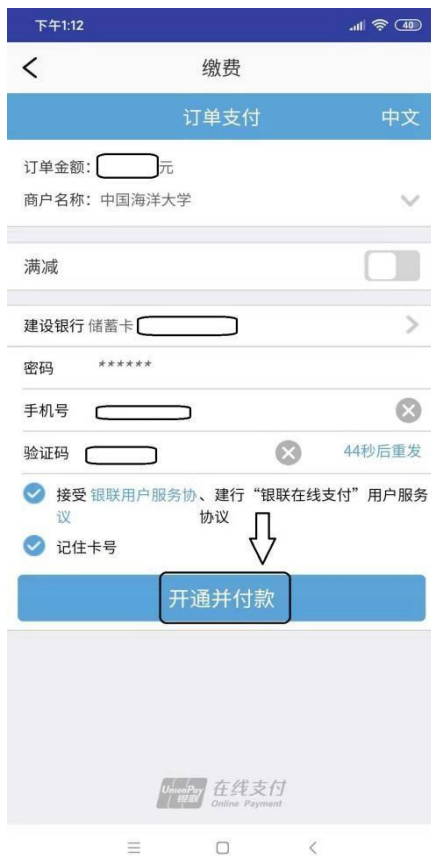 下午1:12
40
缴费
订单支付 中文
订单金额: 元
商户名称: 中国海洋大学
满减
建设银行 储蓄卡
密码 ******
手机号
验证码 44秒后重发
接受 银联用户服务协议、建行“银联在线支付”用户服务协议
记住卡号
开通并付款
UnionPay 银联 在线支付
Online Payment